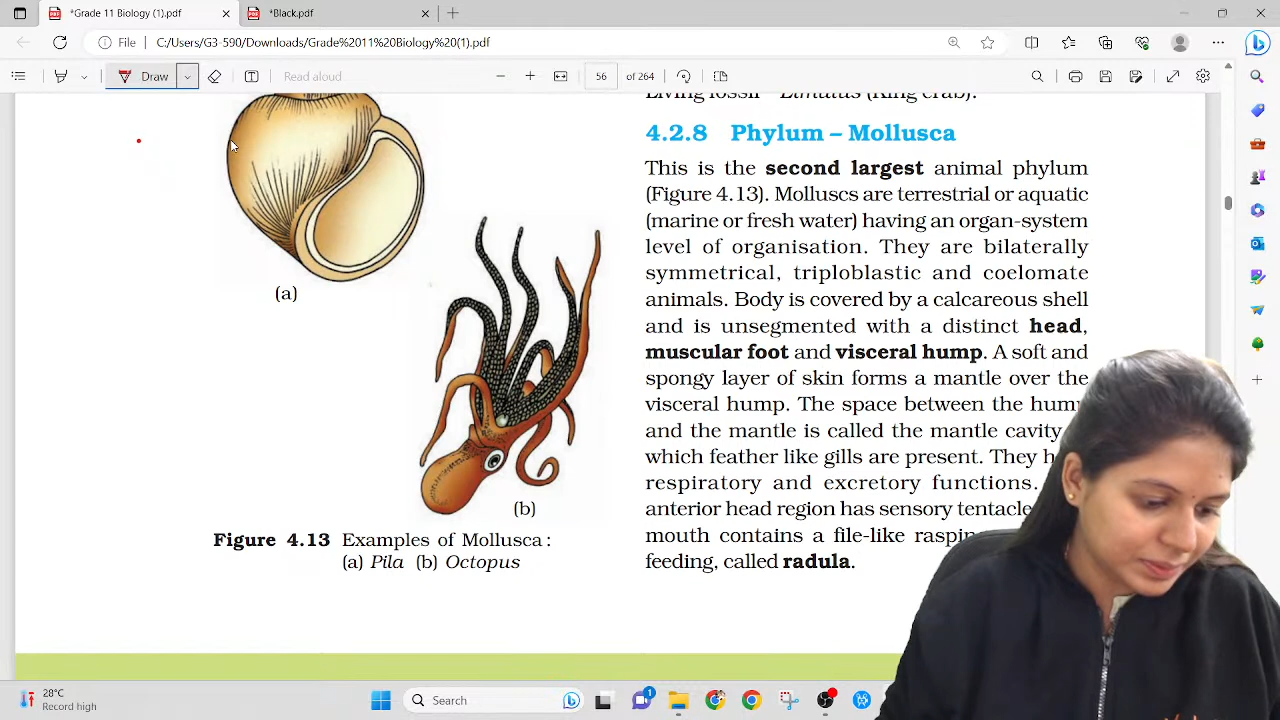 *Grade 11 Biology (1).pdf
*Black.pdf
File
C:/Users/G3-590/Downloads/Grade%2011%20Biology%20(1).pdf
Draw
Read aloud
56 of 264
4.2.8 Phylum – Mollusca
This is the second largest animal phylum
(Figure 4.13). Molluscs are terrestrial or aquatic
(marine or fresh water) having an organ-system
level of organisation. They are bilaterally
symmetrical, triploblastic and coelomate
animals. Body is covered by a calcareous shell
and is unsegmented with a distinct head,
muscular foot and visceral hump. A soft and
spongy layer of skin forms a mantle over the
visceral hump. The space between the hump
and the mantle is called the mantle cavity
which feather like gills are present. They
respiratory and excretory functions.
anterior head region has sensory
mouth contains a file-like
feeding, called radula.
(a)
(b)
Figure 4.13 Examples of Mollusca :
(a) Pila (b) Octopus
28°C
Record high
Search
1